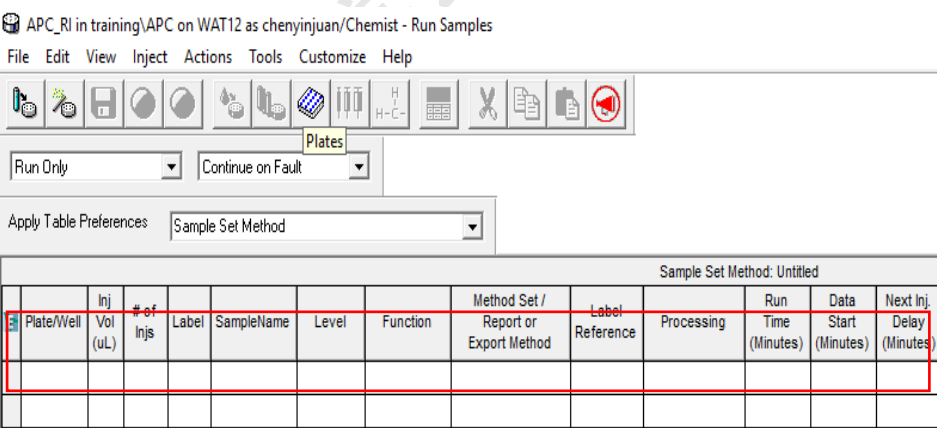 APC_RI in training\APC on WAT12 as chenyinjuan/Chemist - Run Samples
File Edit View Inject Actions Tools Customize Help
H
H-C-
Plates
Run Only Continue on Fault
Apply Table Preferences Sample Set Method
Sample Set Method: Untitled
Plate/Well Inj Vol (uL) # of Injs Label SampleName Level Function Method Set / Report or Export Method Label Reference Processing Run Time (Minutes) Data Start (Minutes) Next Inj. Delay (Minutes)